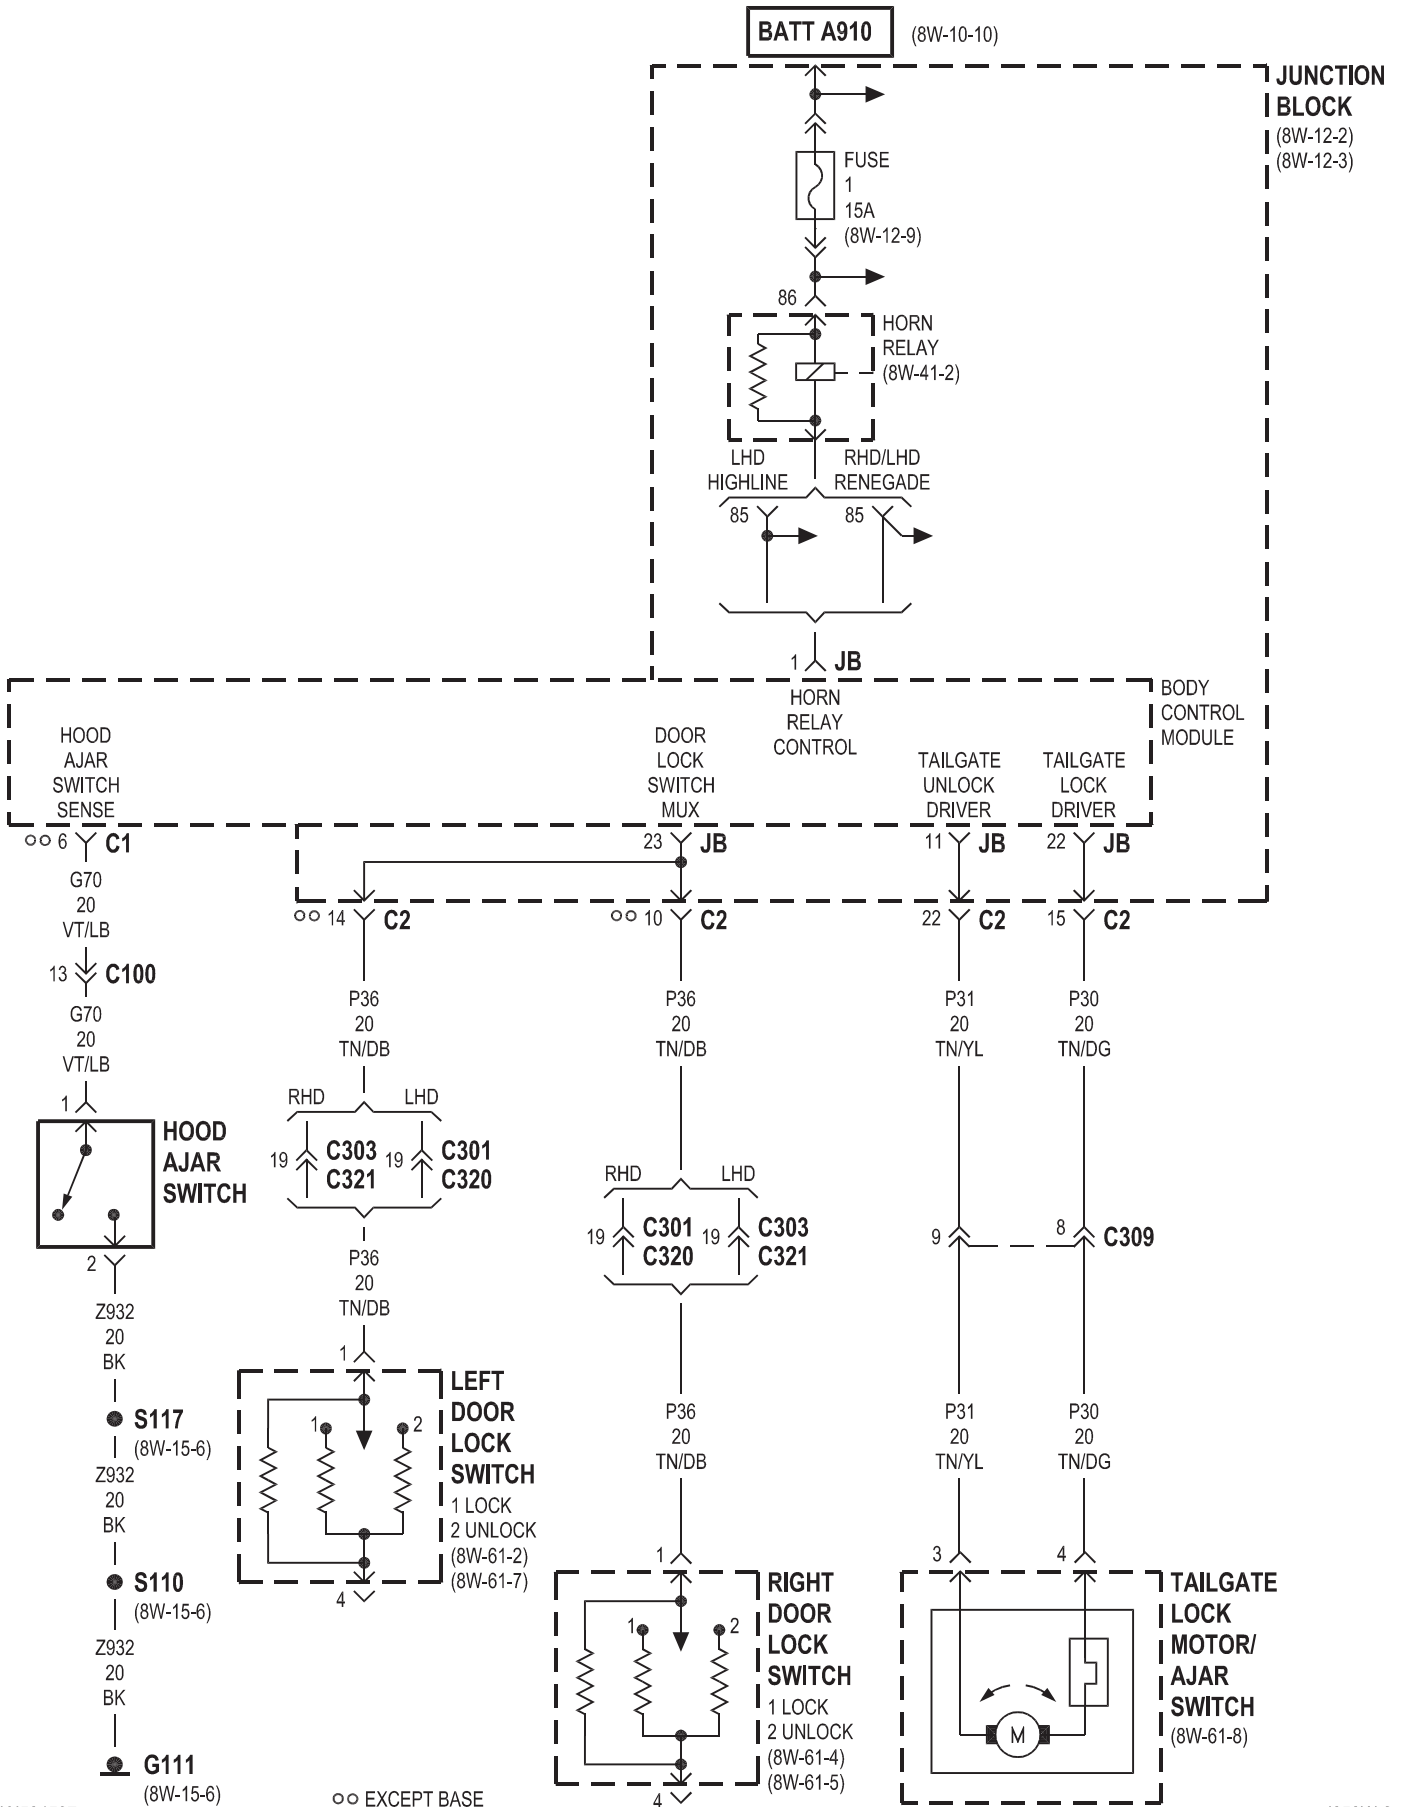 BATT A910
(8W-10-10)
JUNCTION
BLOCK
(8W-12-2)
(8W-12-3)
FUSE
1
15A
(8W-12-9)
86
HORN
RELAY
(8W-41-2)
LHD
HIGHLINE
RHD/LHD
RENEGADE
85
85
1
JB
HORN
RELAY
CONTROL
BODY
CONTROL
MODULE
HOOD
AJAR
SWITCH
SENSE
DOOR
LOCK
SWITCH
MUX
TAILGATE
UNLOCK
DRIVER
TAILGATE
LOCK
DRIVER
6
C1
23
JB
11
JB
22
JB
14
C2
10
C2
22
C2
15
C2
G70
20
VT/LB
13
C100
G70
20
VT/LB
1
HOOD
AJAR
SWITCH
2
Z932
20
BK
S117
(8W-15-6)
Z932
20
BK
S110
(8W-15-6)
Z932
20
BK
G111
(8W-15-6)
P36
20
TN/DB
RHD
LHD
19
C303
C321
19
C301
C320
P36
20
TN/DB
1
LEFT
DOOR
LOCK
SWITCH
1 LOCK
2 UNLOCK
(8W-61-2)
(8W-61-7)
1
2
4
P36
20
TN/DB
RHD
LHD
19
C301
C320
19
C303
C321
P36
20
TN/DB
1
RIGHT
DOOR
LOCK
SWITCH
1 LOCK
2 UNLOCK
(8W-61-4)
(8W-61-5)
1
2
4
P31
20
TN/YL
P30
20
TN/DG
9
8
C309
P31
20
TN/YL
P30
20
TN/DG
3
4
TAILGATE
LOCK
MOTOR/
AJAR
SWITCH
(8W-61-8)
M
EXCEPT BASE